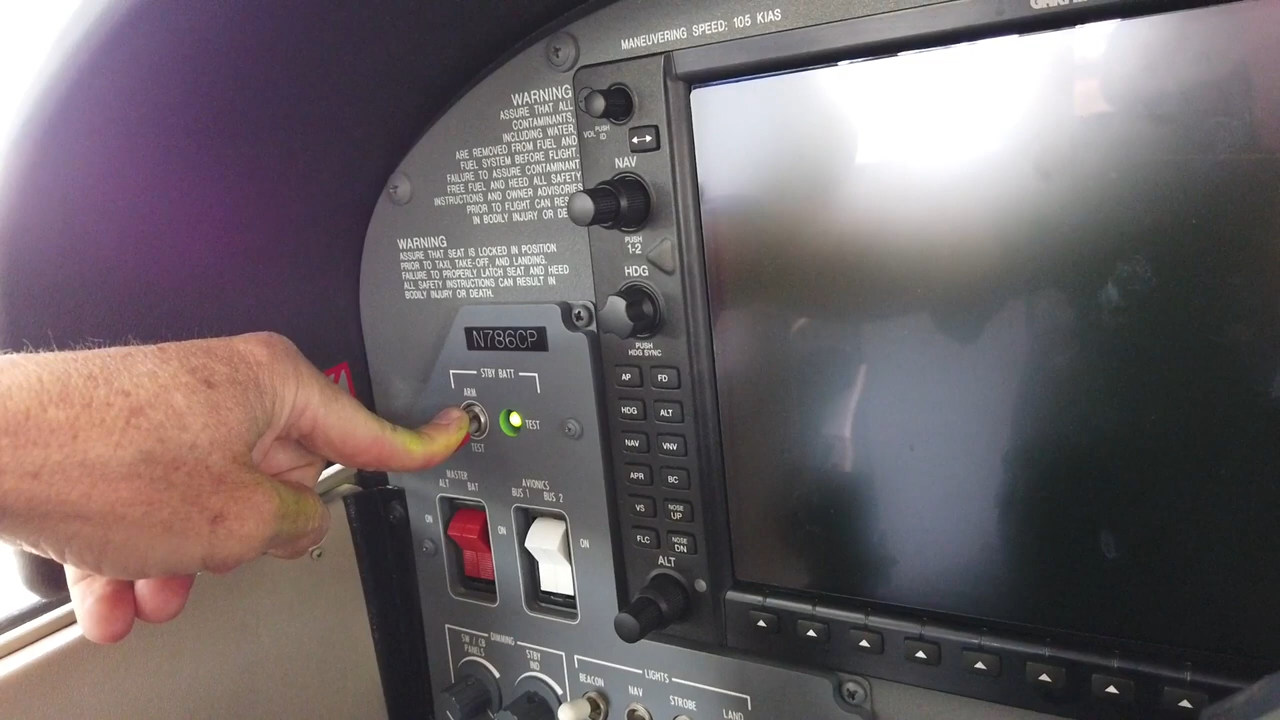 MANEUVERING SPEED: 105 KIAS
WARNING
ASSURE THAT ALL
CONTAMINANTS,
INCLUDING WATER,
ARE REMOVED FROM FUEL AND
FUEL SYSTEM BEFORE FLIGHT.
FAILURE TO ASSURE CONTAMINANT
FREE FUEL AND HEED ALL SAFETY
INSTRUCTIONS AND OWNER ADVISORIES
PRIOR TO FLIGHT CAN
IN BODILY INJURY OR
WARNING
ASSURE THAT SEAT IS LOCKED IN POSITION
PRIOR TO TAXI, TAKE-OFF, AND LANDING.
FAILURE TO PROPERLY LATCH SEAT AND HEED
ALL SAFETY INSTRUCTIONS CAN RESULT IN
BODILY INJURY OR DEATH.
VOL PUSH
ID
NAV
PUSH
1-2
HDG
PUSH
HDG SYNC
N786CP
STBY BATT
ARM
TEST
TEST
AP FD
HDG ALT
NAV VNV
APR BC
VS NOSE UP
FLC NOSE DN
ALT
MASTER
ALT BAT
ON
ON
AVIONICS
BUS 1 BUS 2
ON
DIMMING
SW / CB
PANELS
STBY
IND
LIGHTS
BEACON
NAV
STROBE
LAND